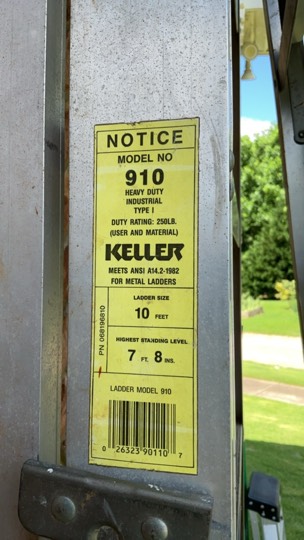 NOTICE
MODEL NO
910
HEAVY DUTY
INDUSTRIAL
TYPE I
DUTY RATING: 250LB.
(USER AND MATERIAL)
KELLER
MEETS ANSI A14.2-1982
FOR METAL LADDERS
LADDER SIZE
10 FEET
HIGHEST STANDING LEVEL
7 FT. 8 INS.
PN 068196810
LADDER MODEL 910
0 26323 90110 7